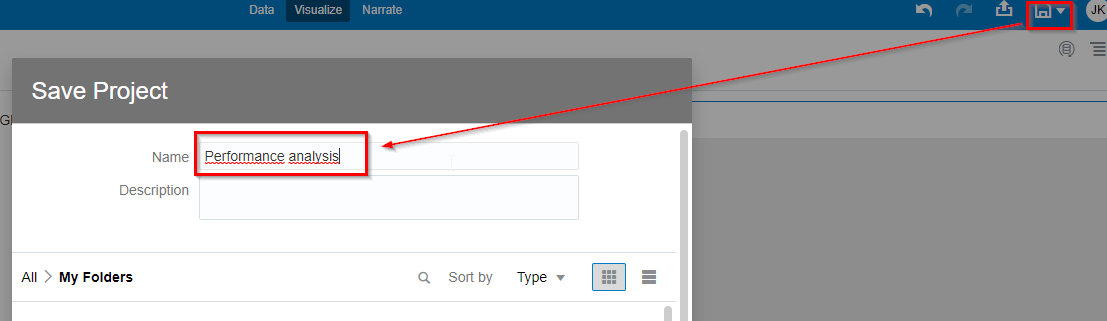 Data Visualize Narrate JK
Save Project
Name Performance analysis
Description
All My Folders Sort by Type